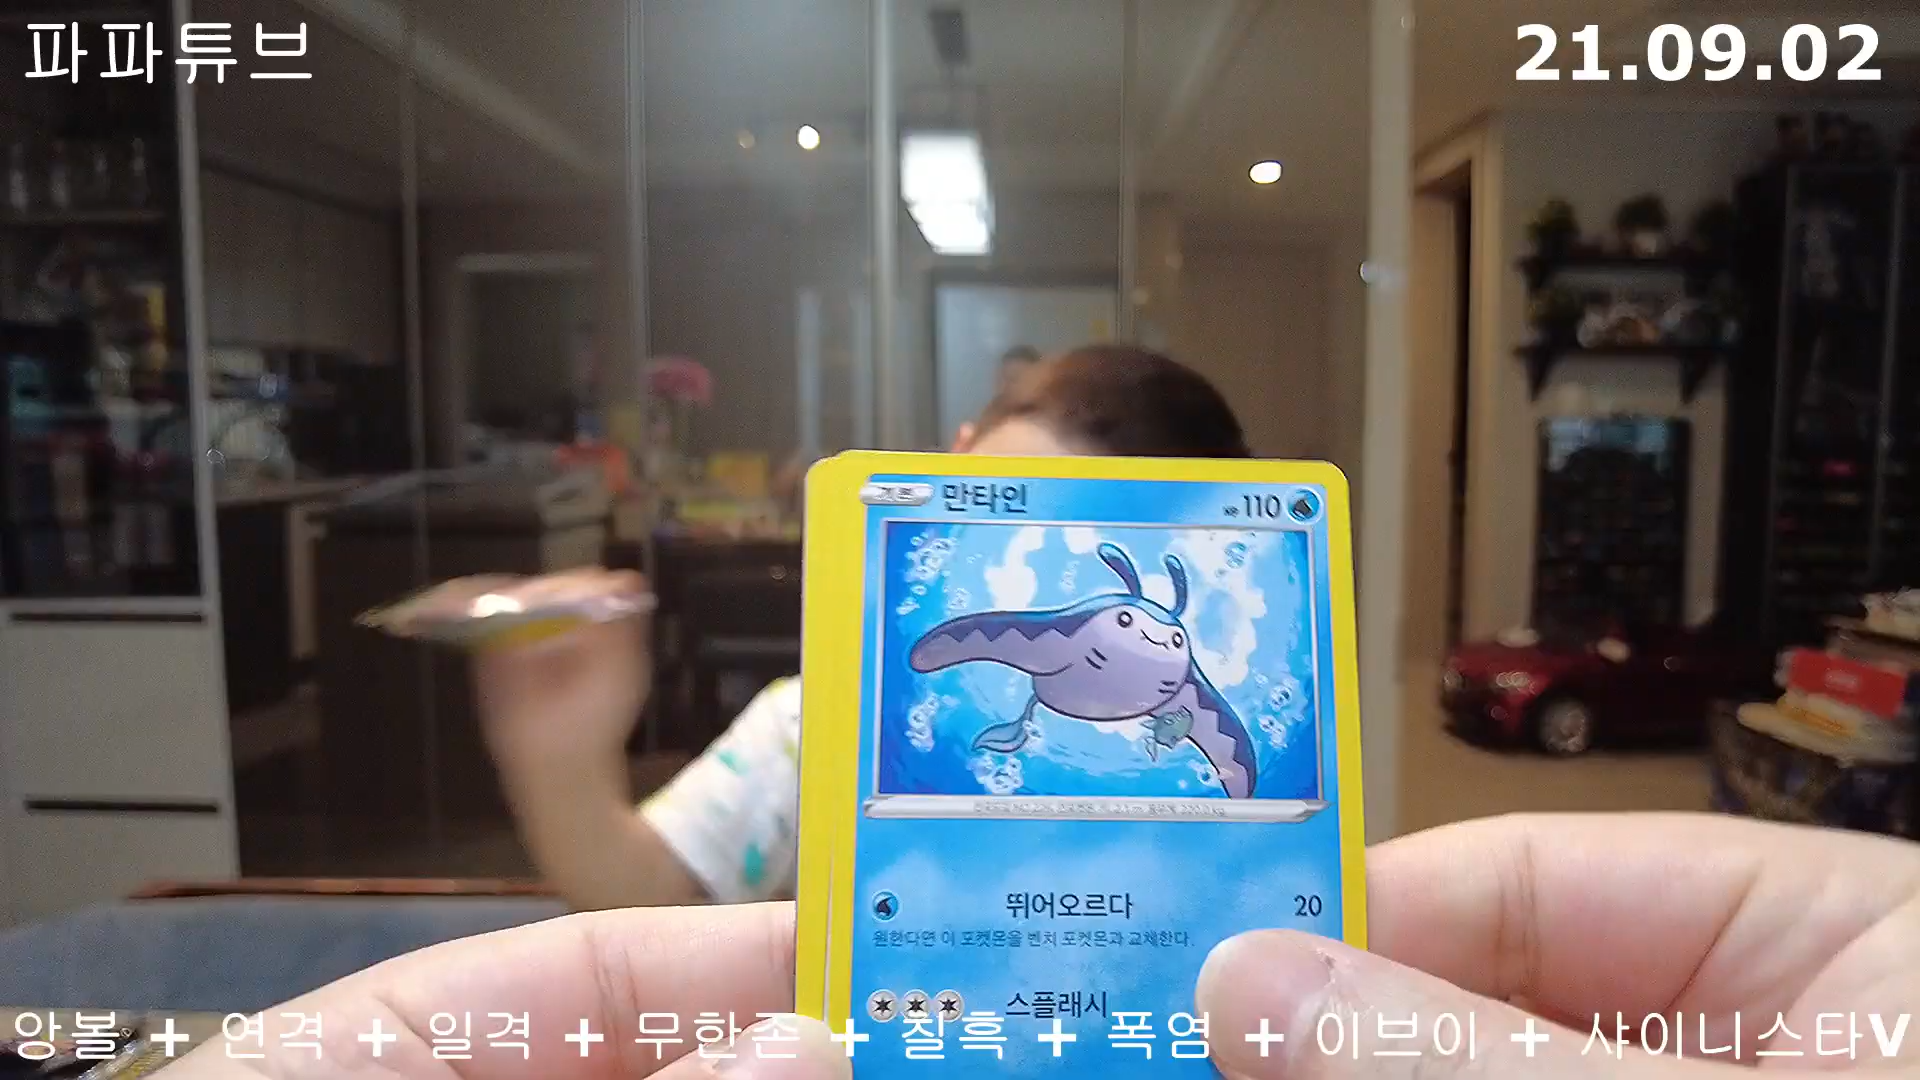 파파튜브
21.09.02
기본 만타인 HP 110
뛰어오르다 20
원한다면 이 포켓몬을 벤치 포켓몬과 교체한다.
스플래시
앙볼 + 연격 + 일격 + 무한존 + 칠흑 + 폭염 + 이브이 + 샤이니스타V